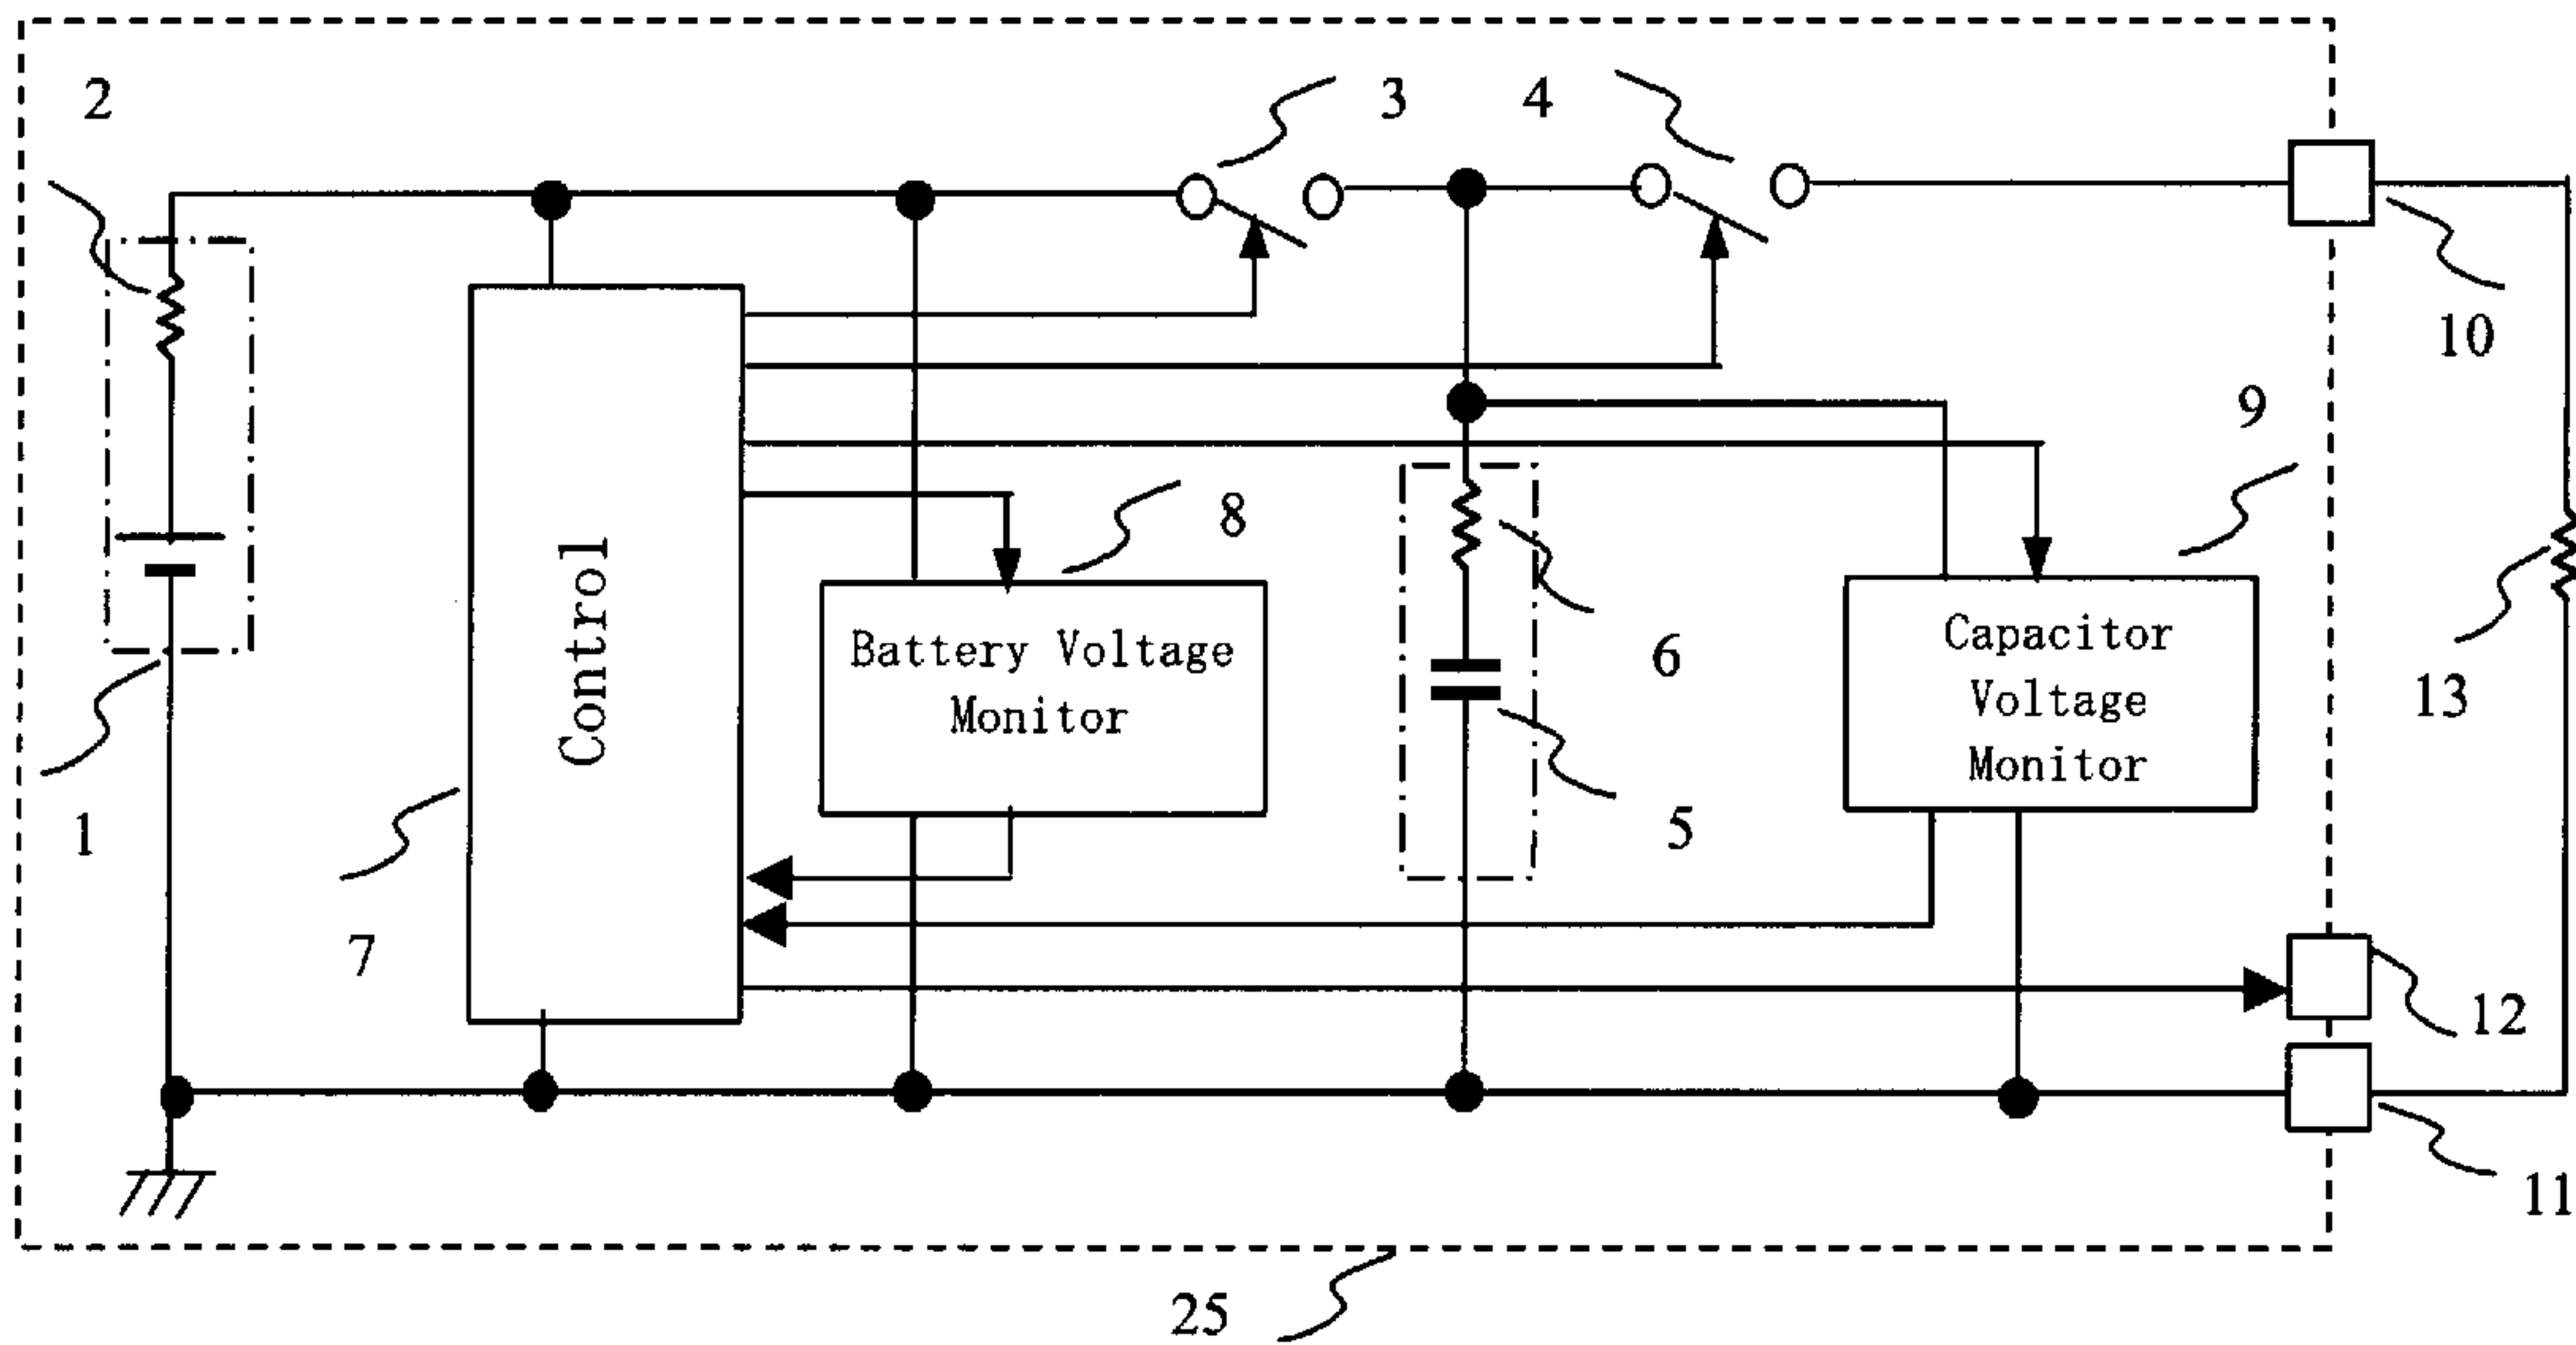 2
3
4
10
9
8
Control
Battery Voltage
Monitor
6
Capacitor
Voltage
Monitor
13
1
5
7
12
11
25